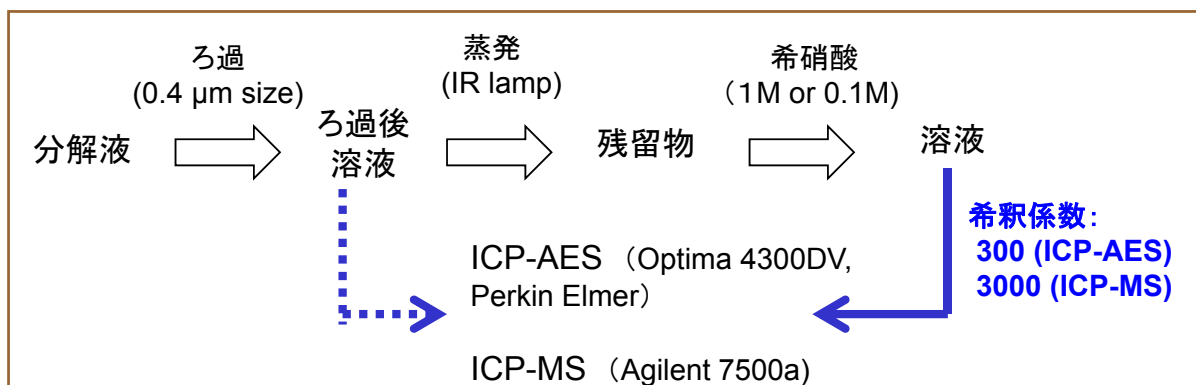 ろ過
(0.4 μm size)
蒸発
(IR lamp)
希硝酸
（1M or 0.1M）
分解液
ろ過後
溶液
残留物
溶液
希釈係数：
300 (ICP-AES)
3000 (ICP-MS)
ICP-AES （Optima 4300DV,
Perkin Elmer）
ICP-MS （Agilent 7500a)